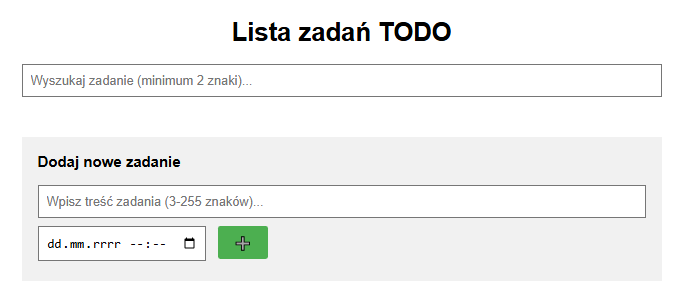 Lista zadań TODO
Wyszukaj zadanie (minimum 2 znaki)...
Dodaj nowe zadanie
Wpisz treść zadania (3-255 znaków)...
dd.mm.rrrr --:--